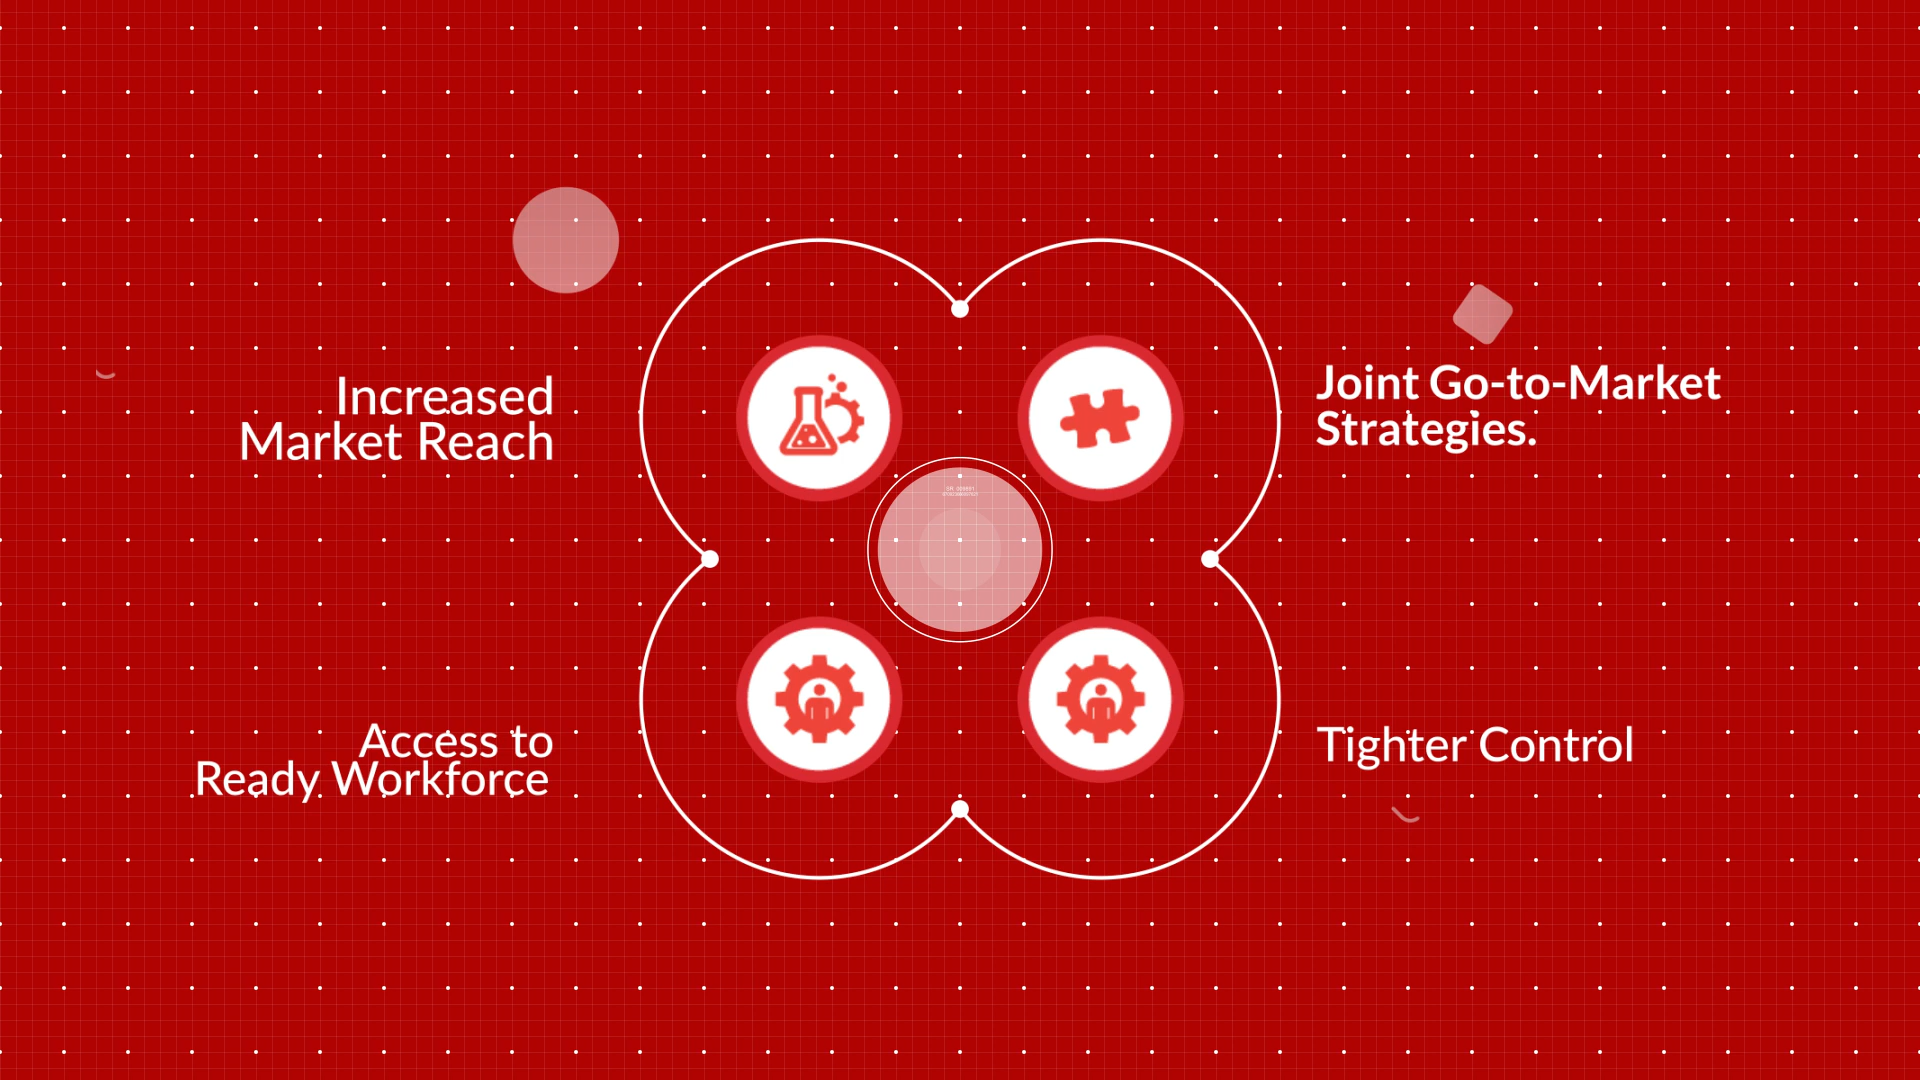 Increased
Market Reach
Joint Go-to-Market
Strategies.
Access to
Ready Workforce
Tighter Control